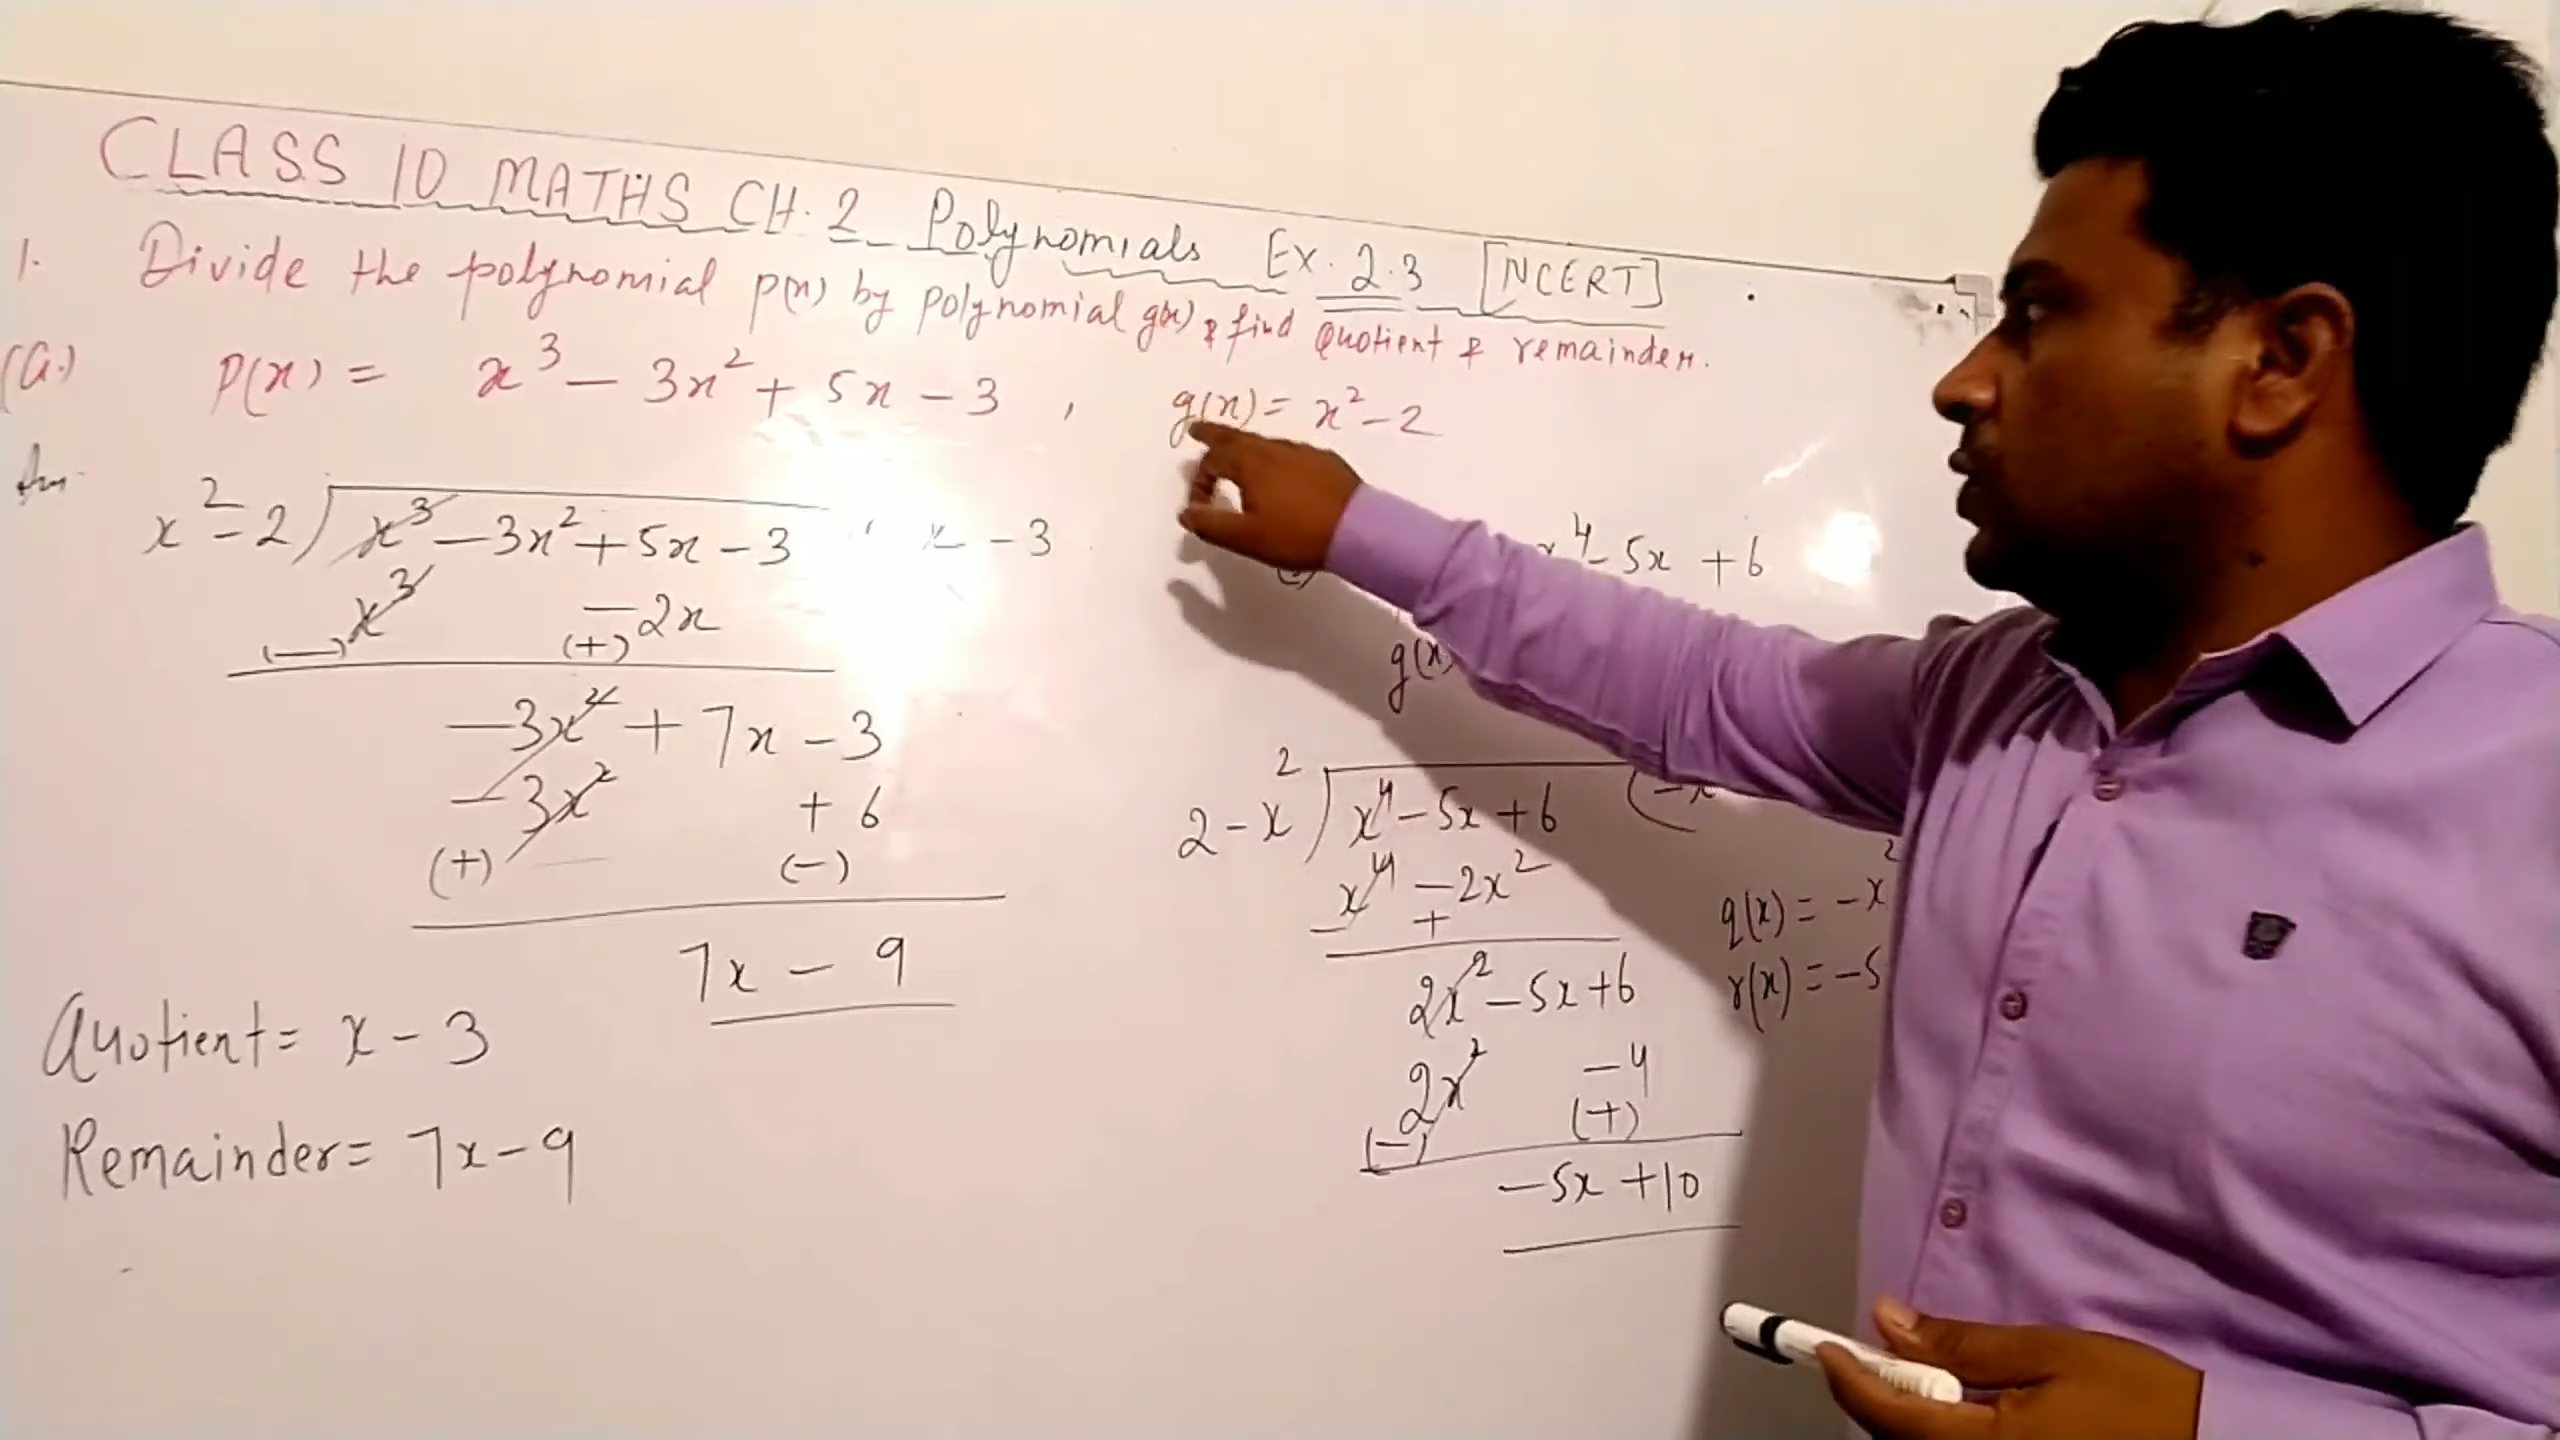 CLASS 10 MATHS CH. 2 Polynomials Ex. 2.3 [NCERT]
1. Divide the polynomial p(x) by polynomial g(x) & find Quotient & remainder.
(a.) P(x) = x³ - 3x² + 5x - 3 , g(x) = x² - 2
Ans
x² - 2 ) x³ - 3x² + 5x - 3 ( x - 3
x³ - 2x
(-) (+)
-3x² + 7x - 3
-3x² + 6
(+) (-)
7x - 9
Quotient = x - 3
Remainder = 7x - 9
x⁴ - 5x + 6
g(x)
2 - x² ) x⁴ - 5x + 6 ( -x
x⁴ - 2x²
- +
2x² - 5x + 6
2x² - 4
(-) (+)
-5x + 10
q(x) = -x²
r(x) = -5